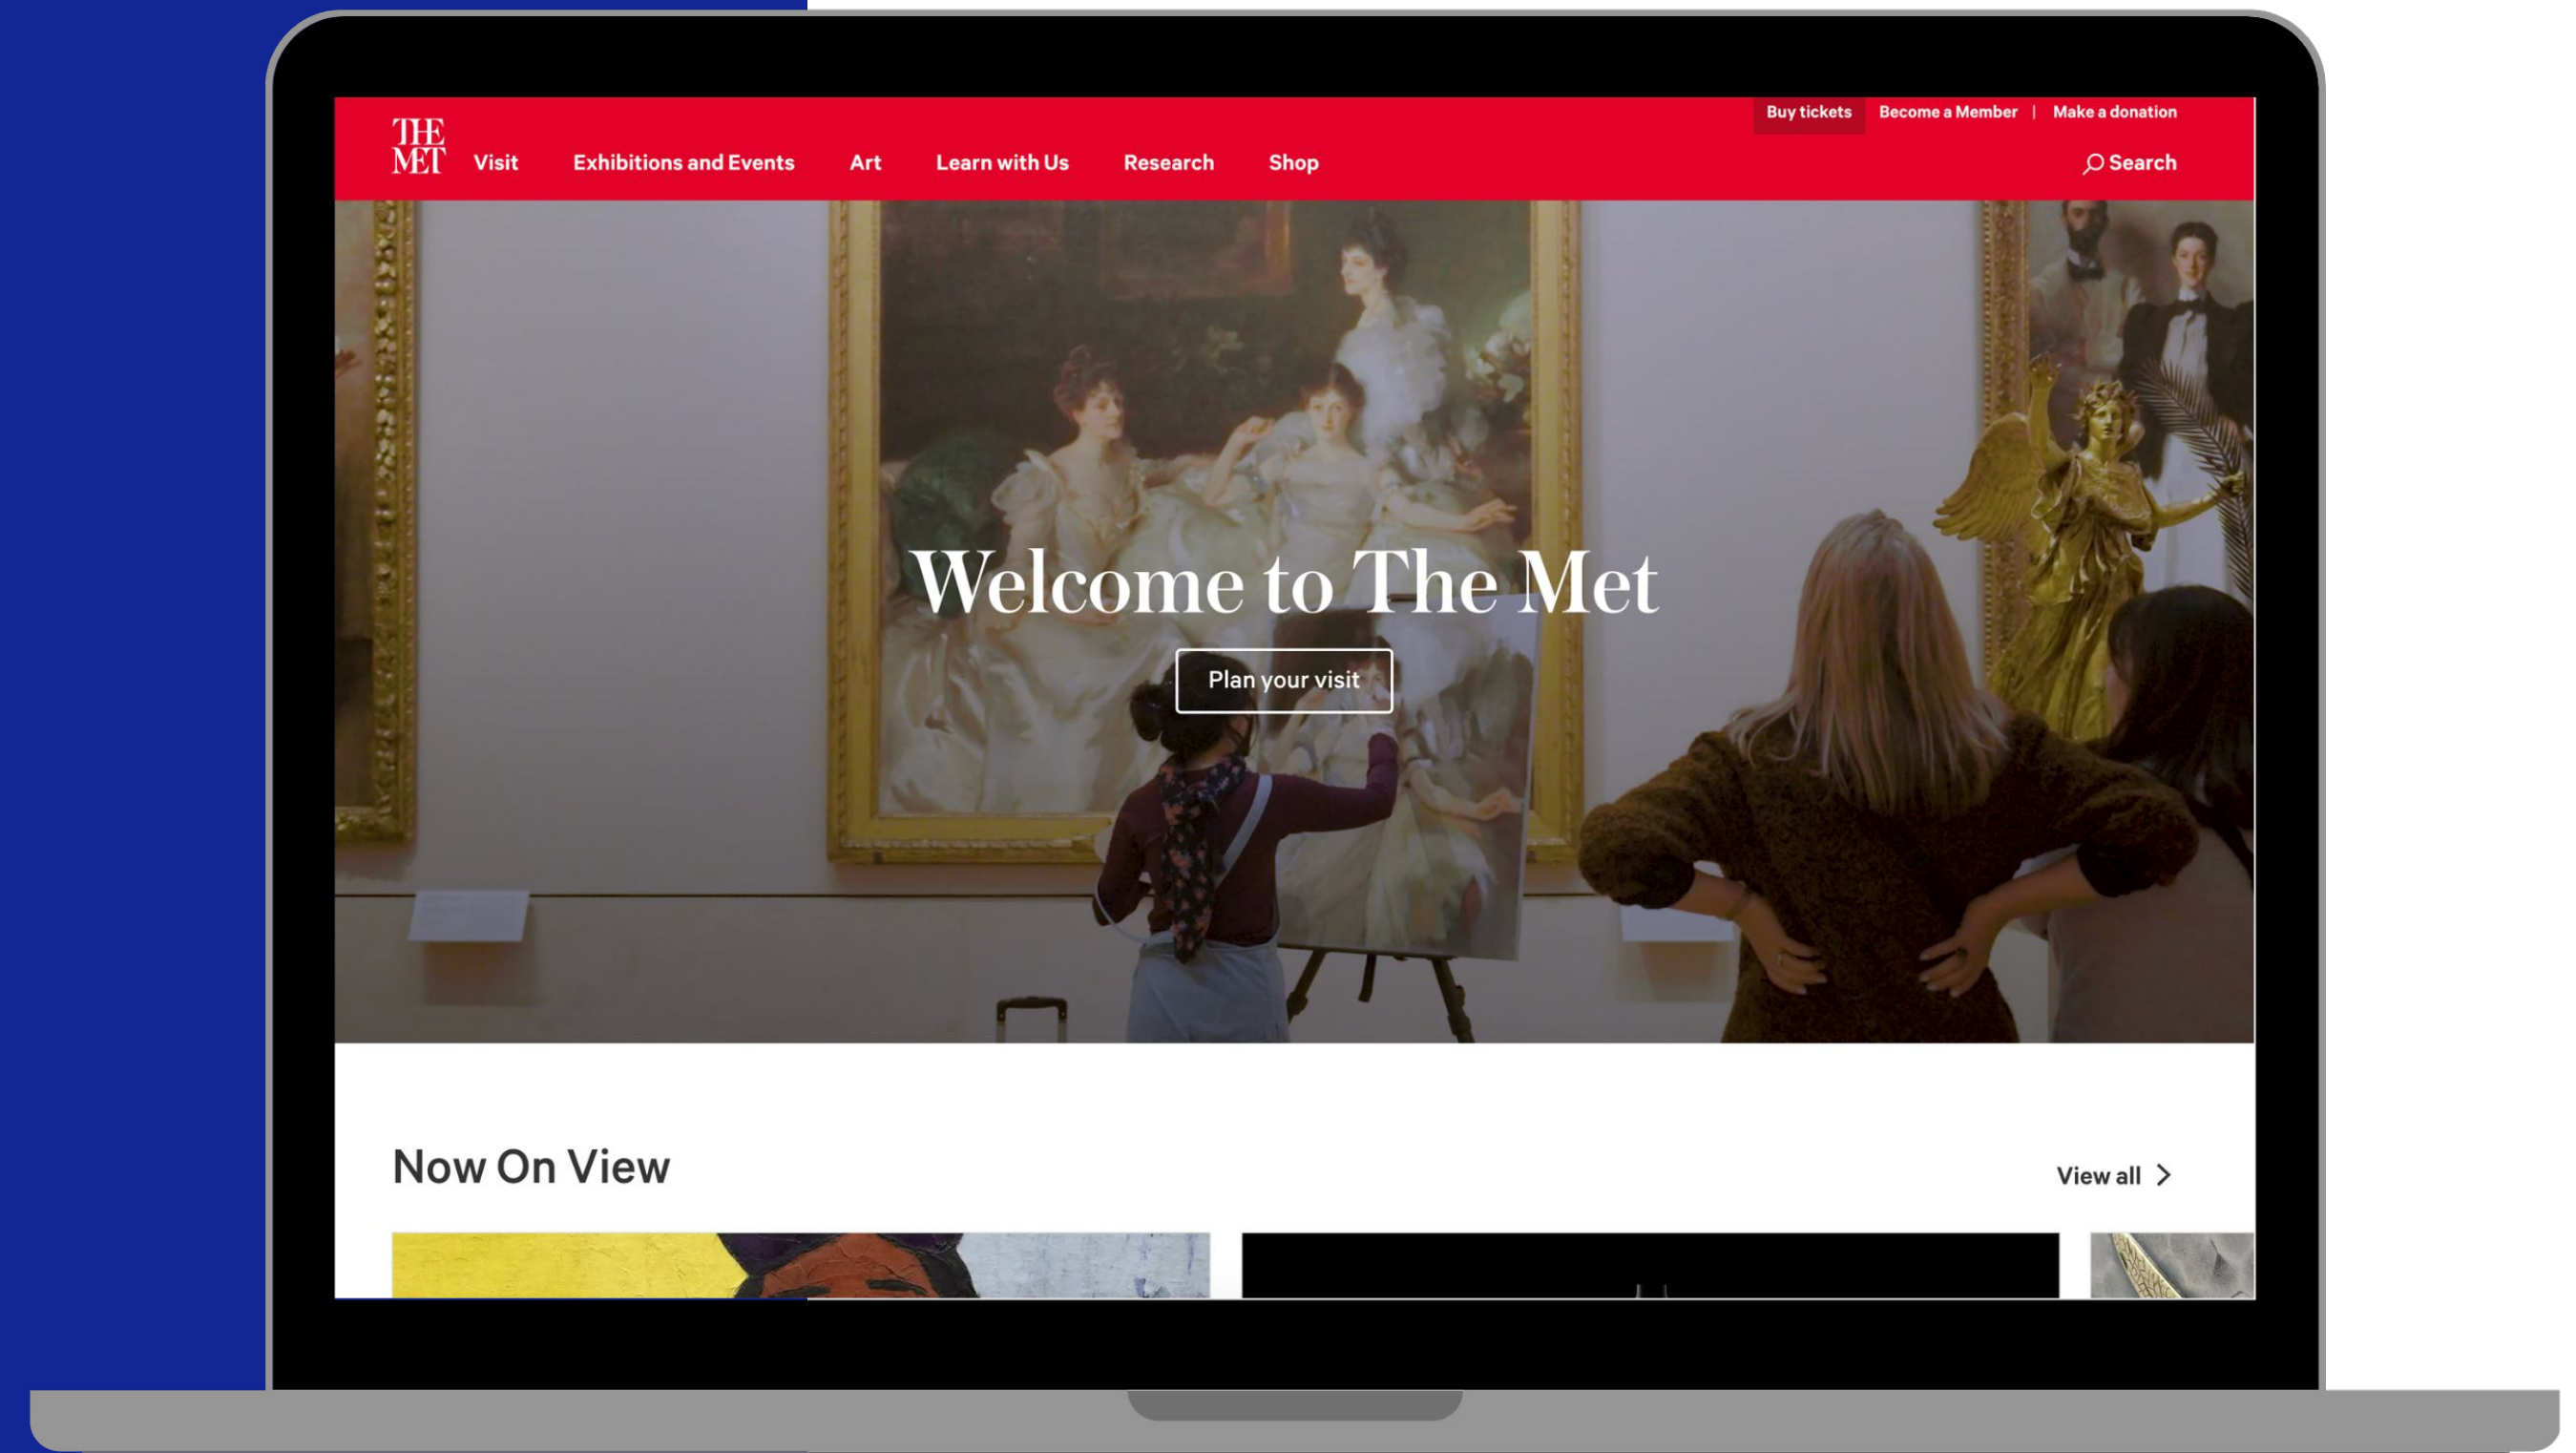 Buy tickets Become a Member | Make a donation
THE
MET
Visit Exhibitions and Events Art Learn with Us Research Shop
Search
Welcome to The Met
Plan your visit
Now On View
View all